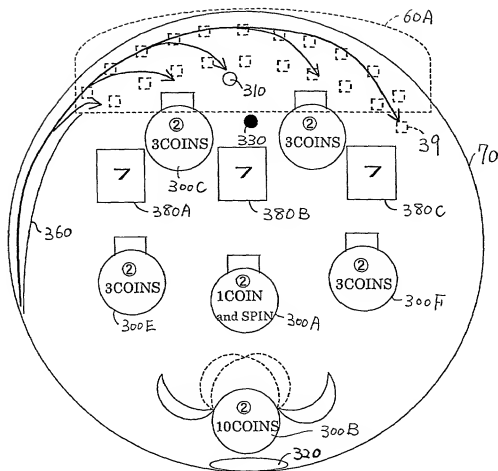 60A
310
② ②
3COINS 330 3COINS 39
300C 70
7 7 7
380A 380B 380C
360
② ② ②
3COINS 1COIN 3COINS
and SPIN
300E 300A 300F
②
10COINS 300B
320